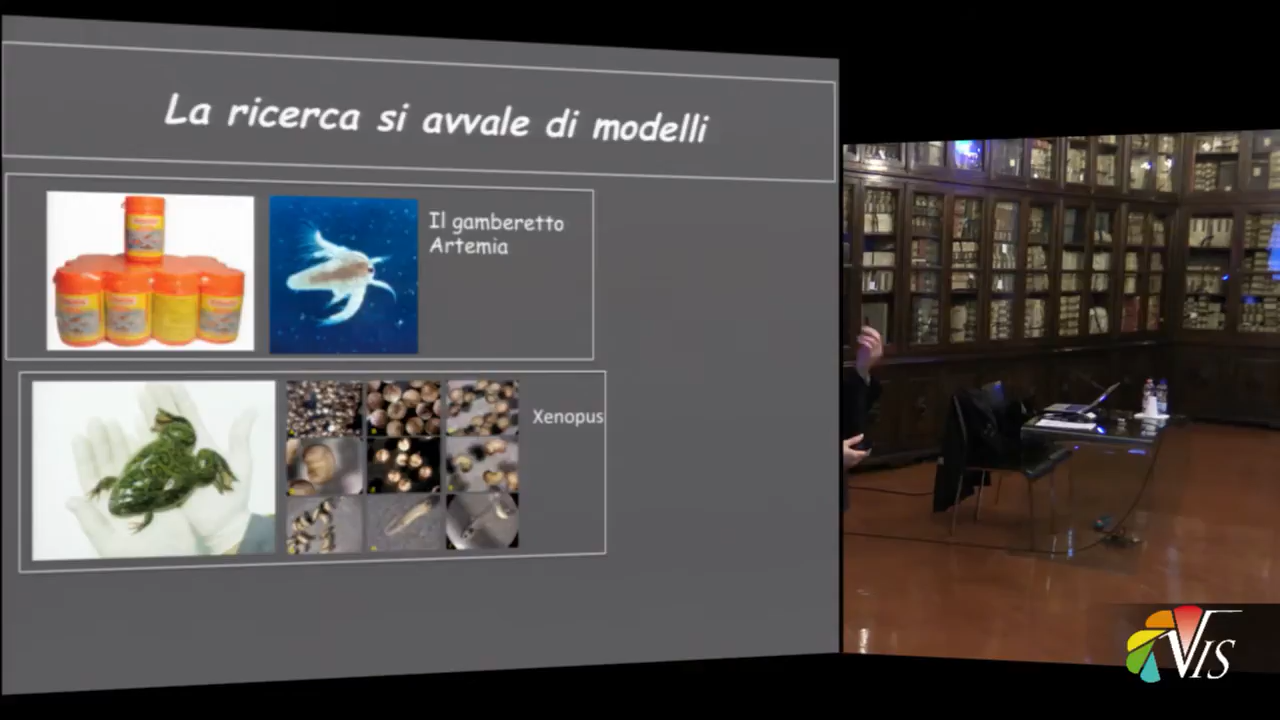 La ricerca si avvale di modelli
Il gamberetto
Artemia
Xenopus
VIS